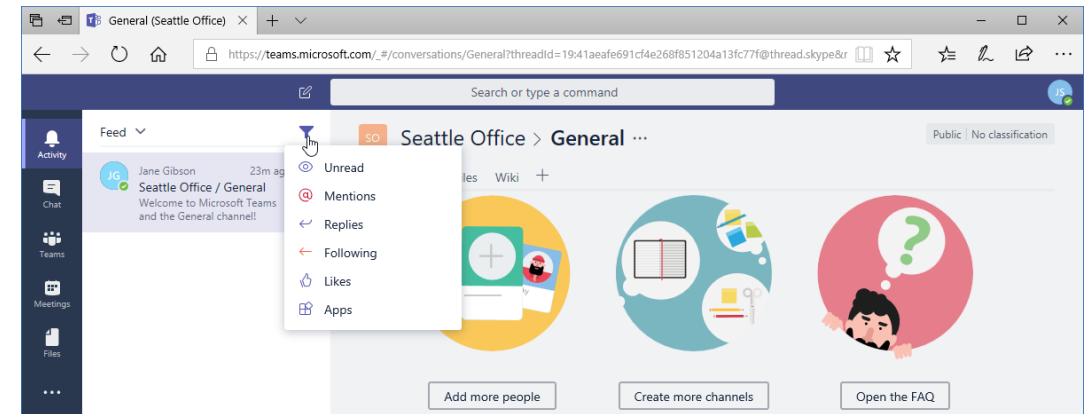 General (Seattle Office)
https://teams.microsoft.com/_#/conversations/General?threadId=19:41aeafe691cf4e268f851204a13fc77f@thread.skype&r
Search or type a command
JS
Activity
Chat
Teams
Meetings
Files
Feed
JG
Jane Gibson 23m ag
Seattle Office / General
Welcome to Microsoft Teams
and the General channel!
Unread
Mentions
Replies
Following
Likes
Apps
SO
Seattle Office > General ...
Public | No classification
les Wiki +
Add more people
Create more channels
Open the FAQ